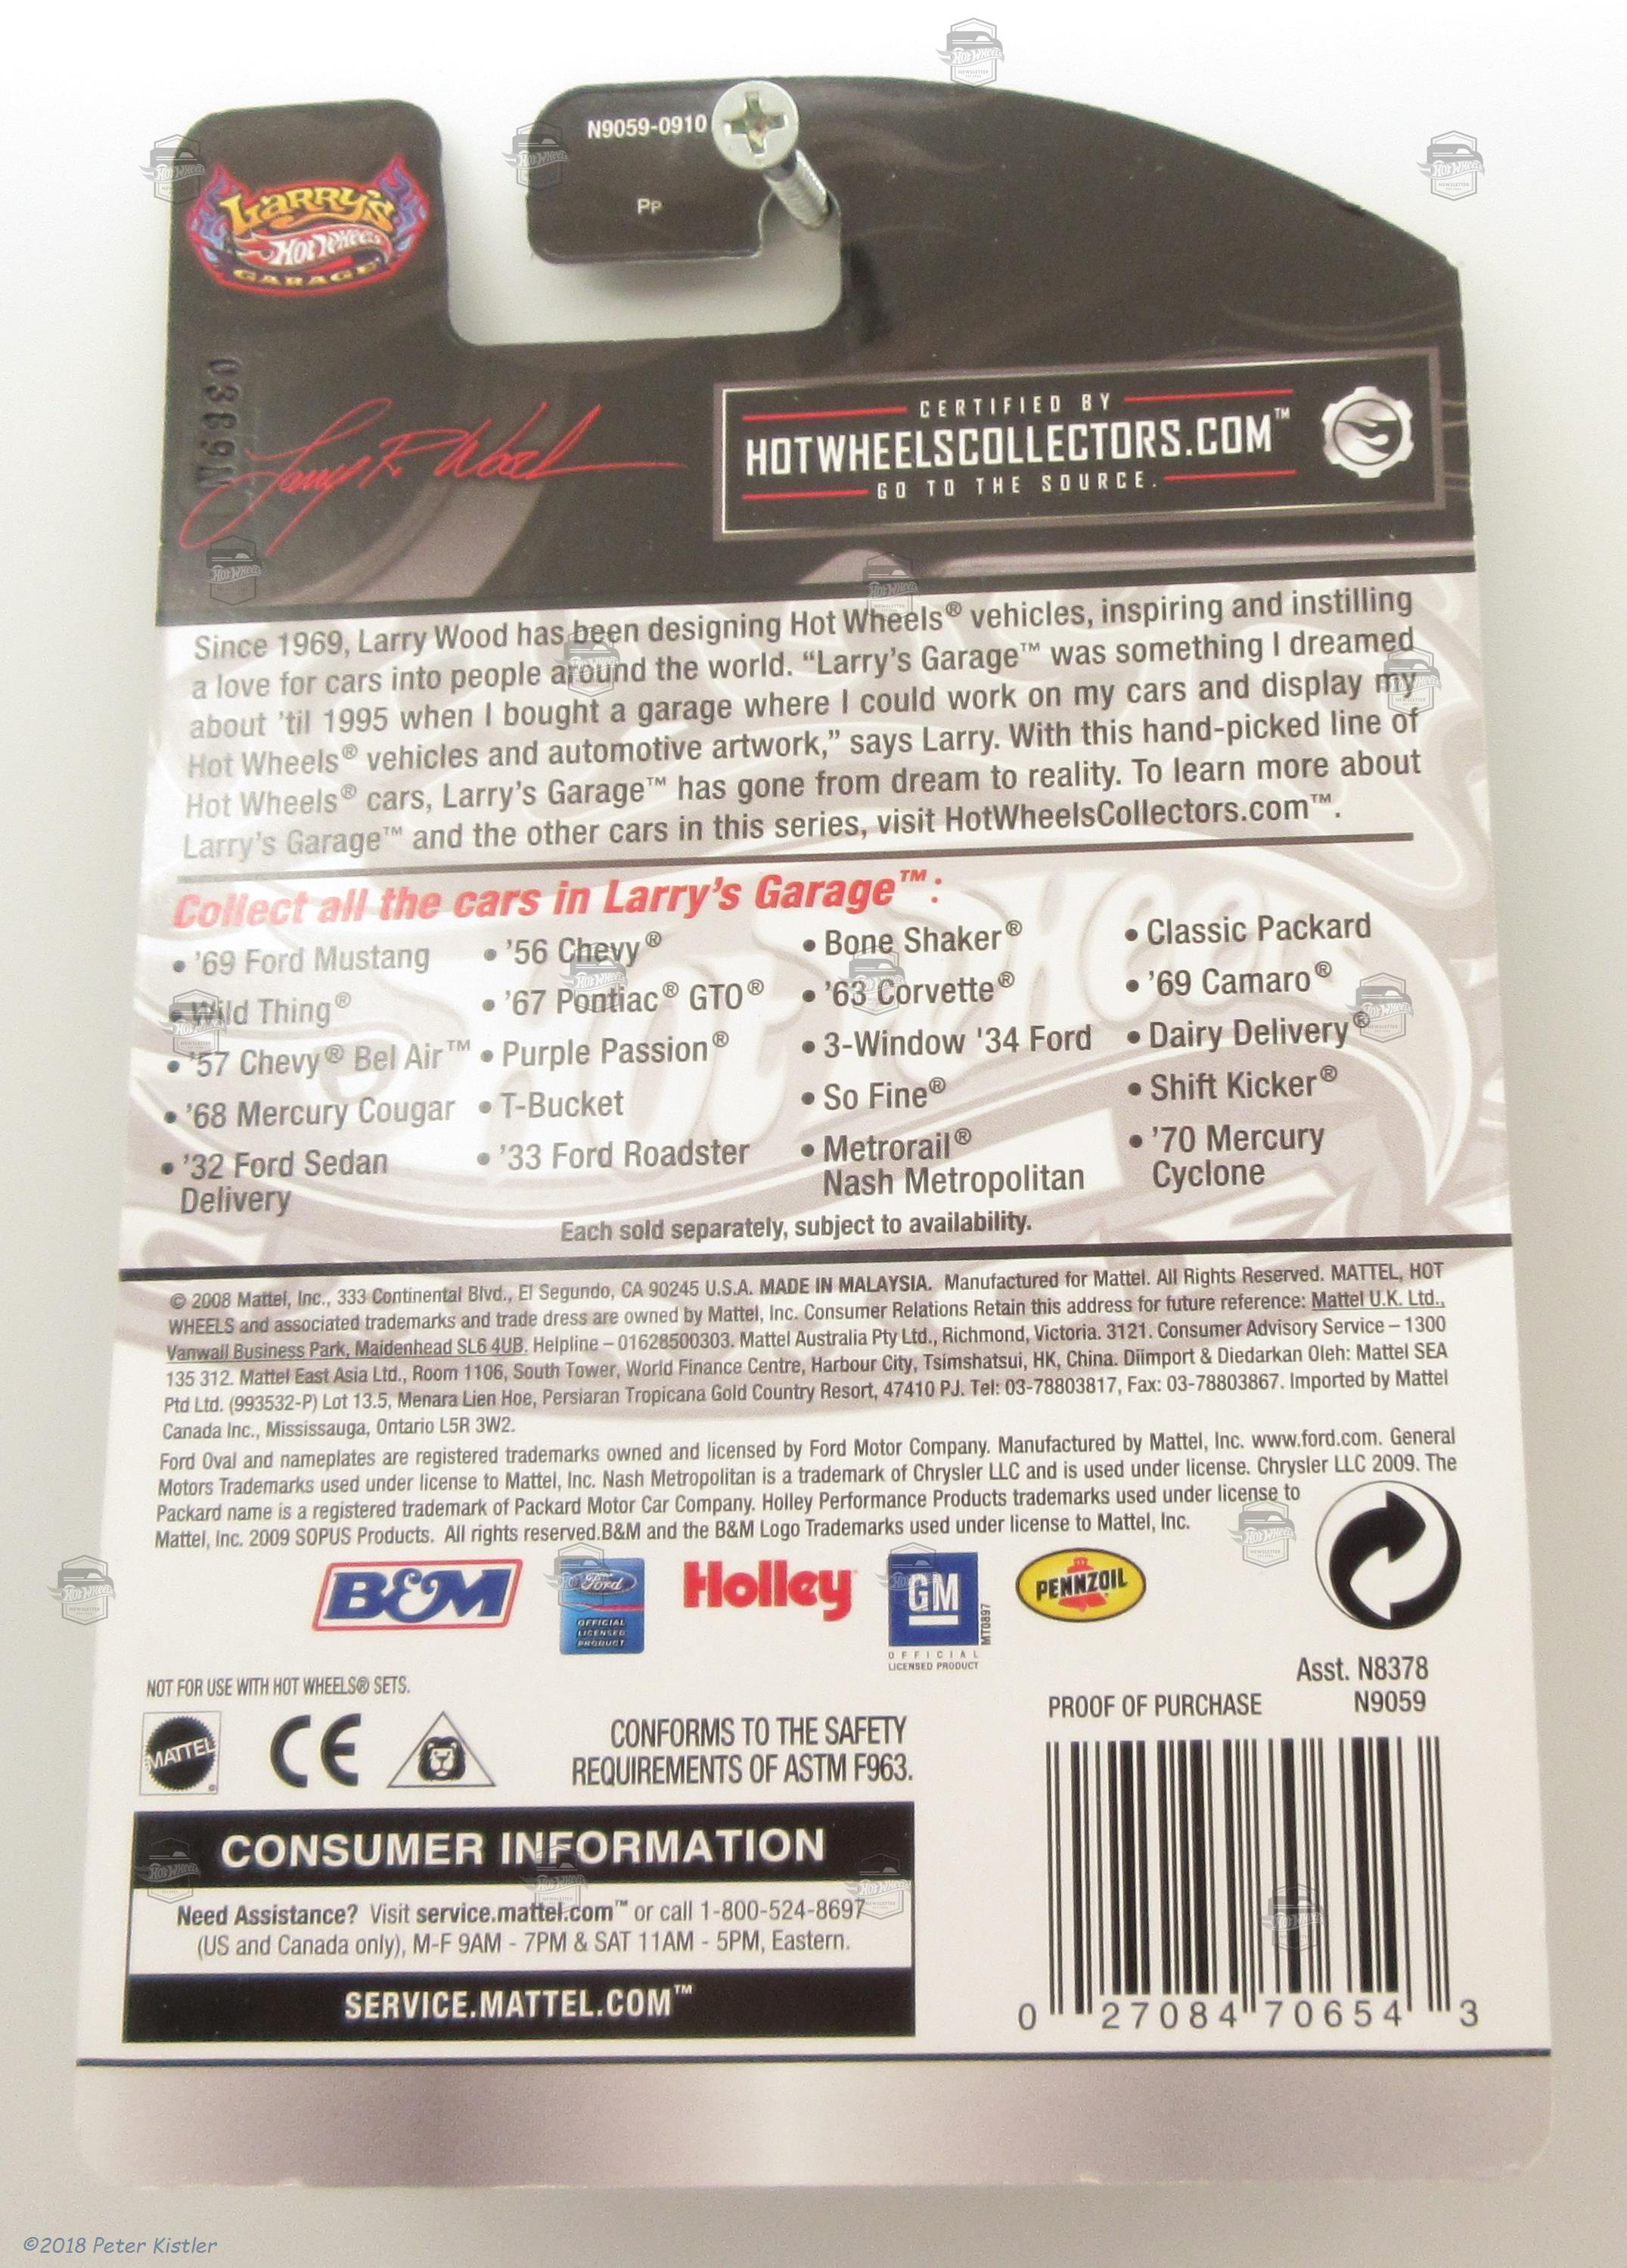 N9059-0910
Pp
LARRY'S
HOT WHEELS
GARAGE
Larry R. Wood
CERTIFIED BY
HOTWHEELSCOLLECTORS.COM™
GO TO THE SOURCE.
Since 1969, Larry Wood has been designing Hot Wheels® vehicles, inspiring and instilling
a love for cars into people around the world. “Larry’s Garage™ was something I dreamed
about ’til 1995 when I bought a garage where I could work on my cars and display my
Hot Wheels® vehicles and automotive artwork,” says Larry. With this hand-picked line of
Hot Wheels® cars, Larry’s Garage™ has gone from dream to reality. To learn more about
Larry’s Garage™ and the other cars in this series, visit HotWheelsCollectors.com™.
Collect all the cars in Larry’s Garage™:
• ’69 Ford Mustang
• Wild Thing®
• ’57 Chevy® Bel Air™
• ’68 Mercury Cougar
• ’32 Ford Sedan
Delivery
• ’56 Chevy®
• ’67 Pontiac® GTO®
• Purple Passion®
• T-Bucket
• ’33 Ford Roadster
• Bone Shaker®
• ’63 Corvette®
• 3-Window '34 Ford
• So Fine®
• Metrorail®
Nash Metropolitan
• Classic Packard
• ’69 Camaro®
• Dairy Delivery®
• Shift Kicker®
• ’70 Mercury
Cyclone
Each sold separately, subject to availability.
© 2008 Mattel, Inc., 333 Continental Blvd., El Segundo, CA 90245 U.S.A. MADE IN MALAYSIA. Manufactured for Mattel. All Rights Reserved. MATTEL, HOT
WHEELS and associated trademarks and trade dress are owned by Mattel, Inc. Consumer Relations Retain this address for future reference: Mattel U.K. Ltd.,
Vanwall Business Park, Maidenhead SL6 4UB. Helpline – 01628500303. Mattel Australia Pty Ltd., Richmond, Victoria. 3121. Consumer Advisory Service – 1300
135 312. Mattel East Asia Ltd., Room 1106, South Tower, World Finance Centre, Harbour City, Tsimshatsui, HK, China. Diimport & Diedarkan Oleh: Mattel SEA
Ptd Ltd. (993532-P) Lot 13.5, Menara Lien Hoe, Persiaran Tropicana Gold Country Resort, 47410 PJ. Tel: 03-78803817, Fax: 03-78803867. Imported by Mattel
Canada Inc., Mississauga, Ontario L5R 3W2.
Ford Oval and nameplates are registered trademarks owned and licensed by Ford Motor Company. Manufactured by Mattel, Inc. www.ford.com. General
Motors Trademarks used under license to Mattel, Inc. Nash Metropolitan is a trademark of Chrysler LLC and is used under license. Chrysler LLC 2009. The
Packard name is a registered trademark of Packard Motor Car Company. Holley Performance Products trademarks used under license to
Mattel, Inc. 2009 SOPUS Products. All rights reserved.B&M and the B&M Logo Trademarks used under license to Mattel, Inc.
B&M
Ford
OFFICIAL
LICENSED
PRODUCT
Holley
GM
OFFICIAL
LICENSED PRODUCT
MT0897
PENNZOIL
NOT FOR USE WITH HOT WHEELS® SETS.
MATTEL
CE
CONFORMS TO THE SAFETY
REQUIREMENTS OF ASTM F963.
Asst. N8378
PROOF OF PURCHASE N9059
CONSUMER INFORMATION
Need Assistance? Visit service.mattel.com™ or call 1-800-524-8697
(US and Canada only), M-F 9AM - 7PM & SAT 11AM - 5PM, Eastern.
SERVICE.MATTEL.COM™
0 27084 70654 3
©2018 Peter Kistler